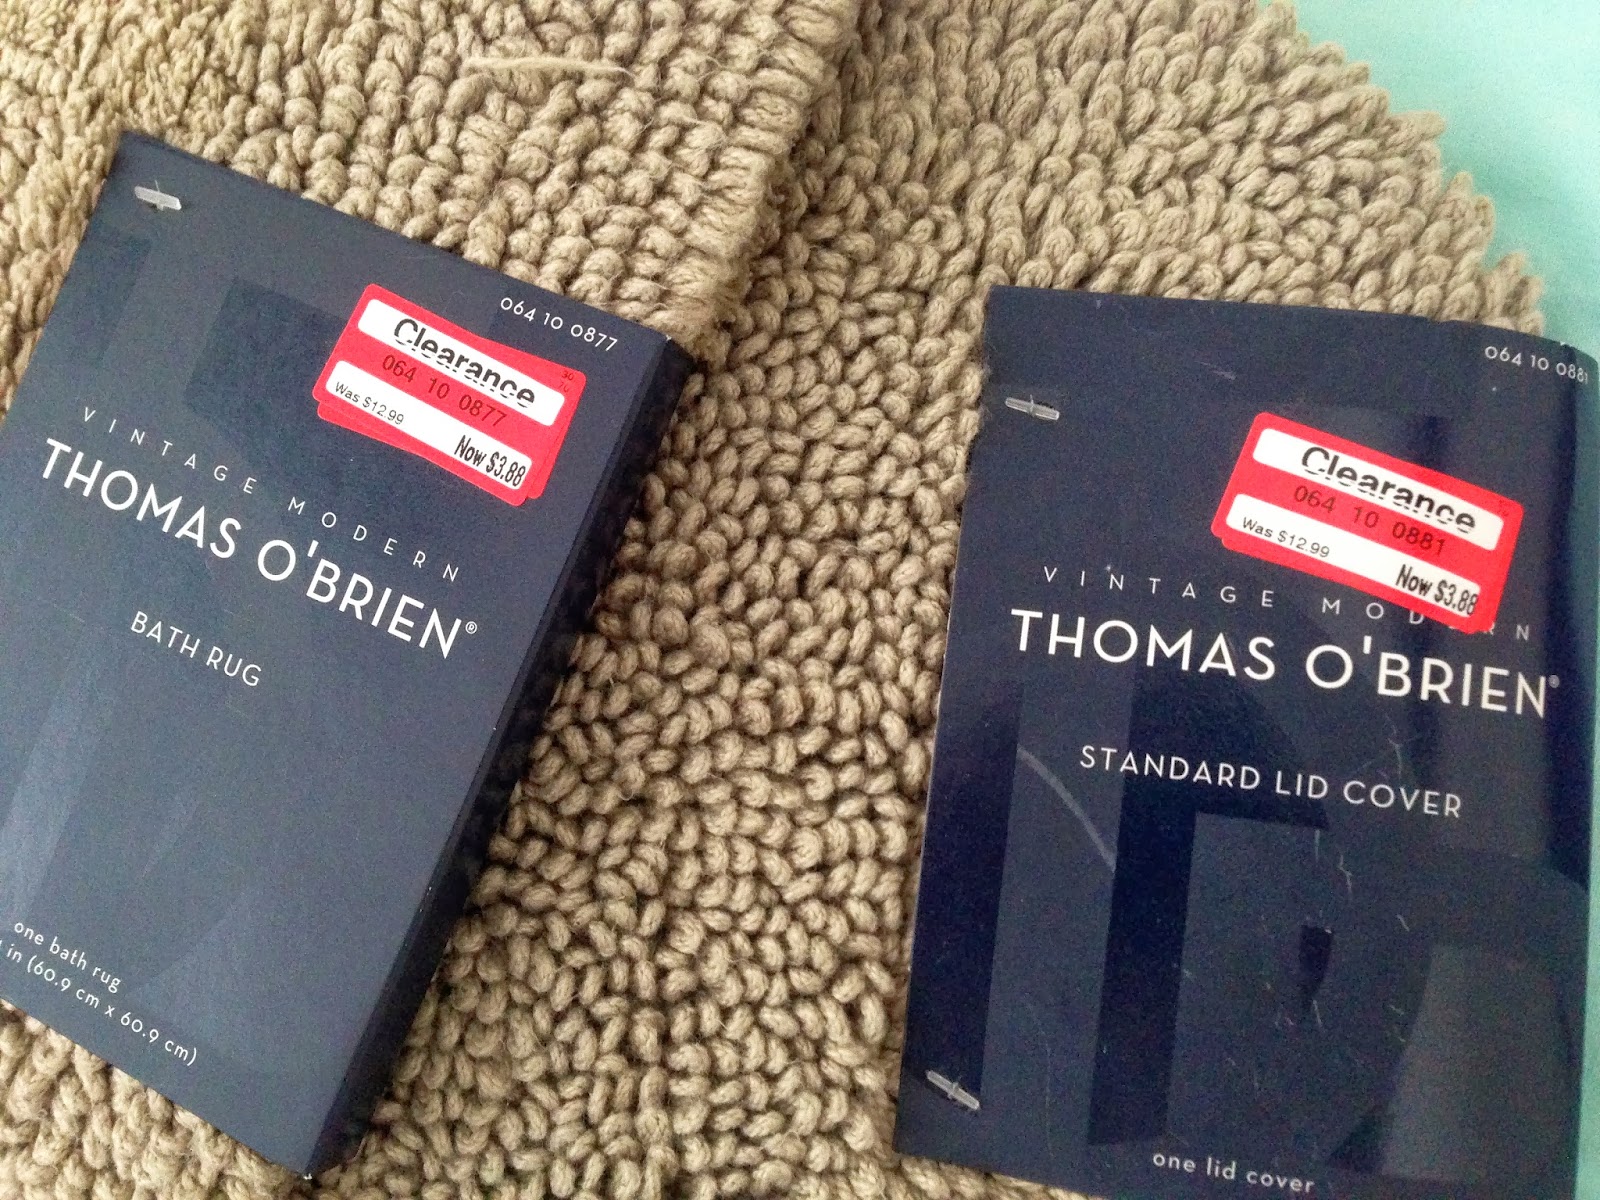 064 10 0877
Clearance
30
70
064 10 0877
Was $12.99
Now $3.88
VINTAGE MODERN
THOMAS O'BRIEN®
BATH RUG
one bath rug
in (60.9 cm x 60.9 cm)
064 10 0881
Clearance
064 10 0881
Was $12.99
Now $3.88
VINTAGE MODERN
THOMAS O'BRIEN®
STANDARD LID COVER
one lid cover